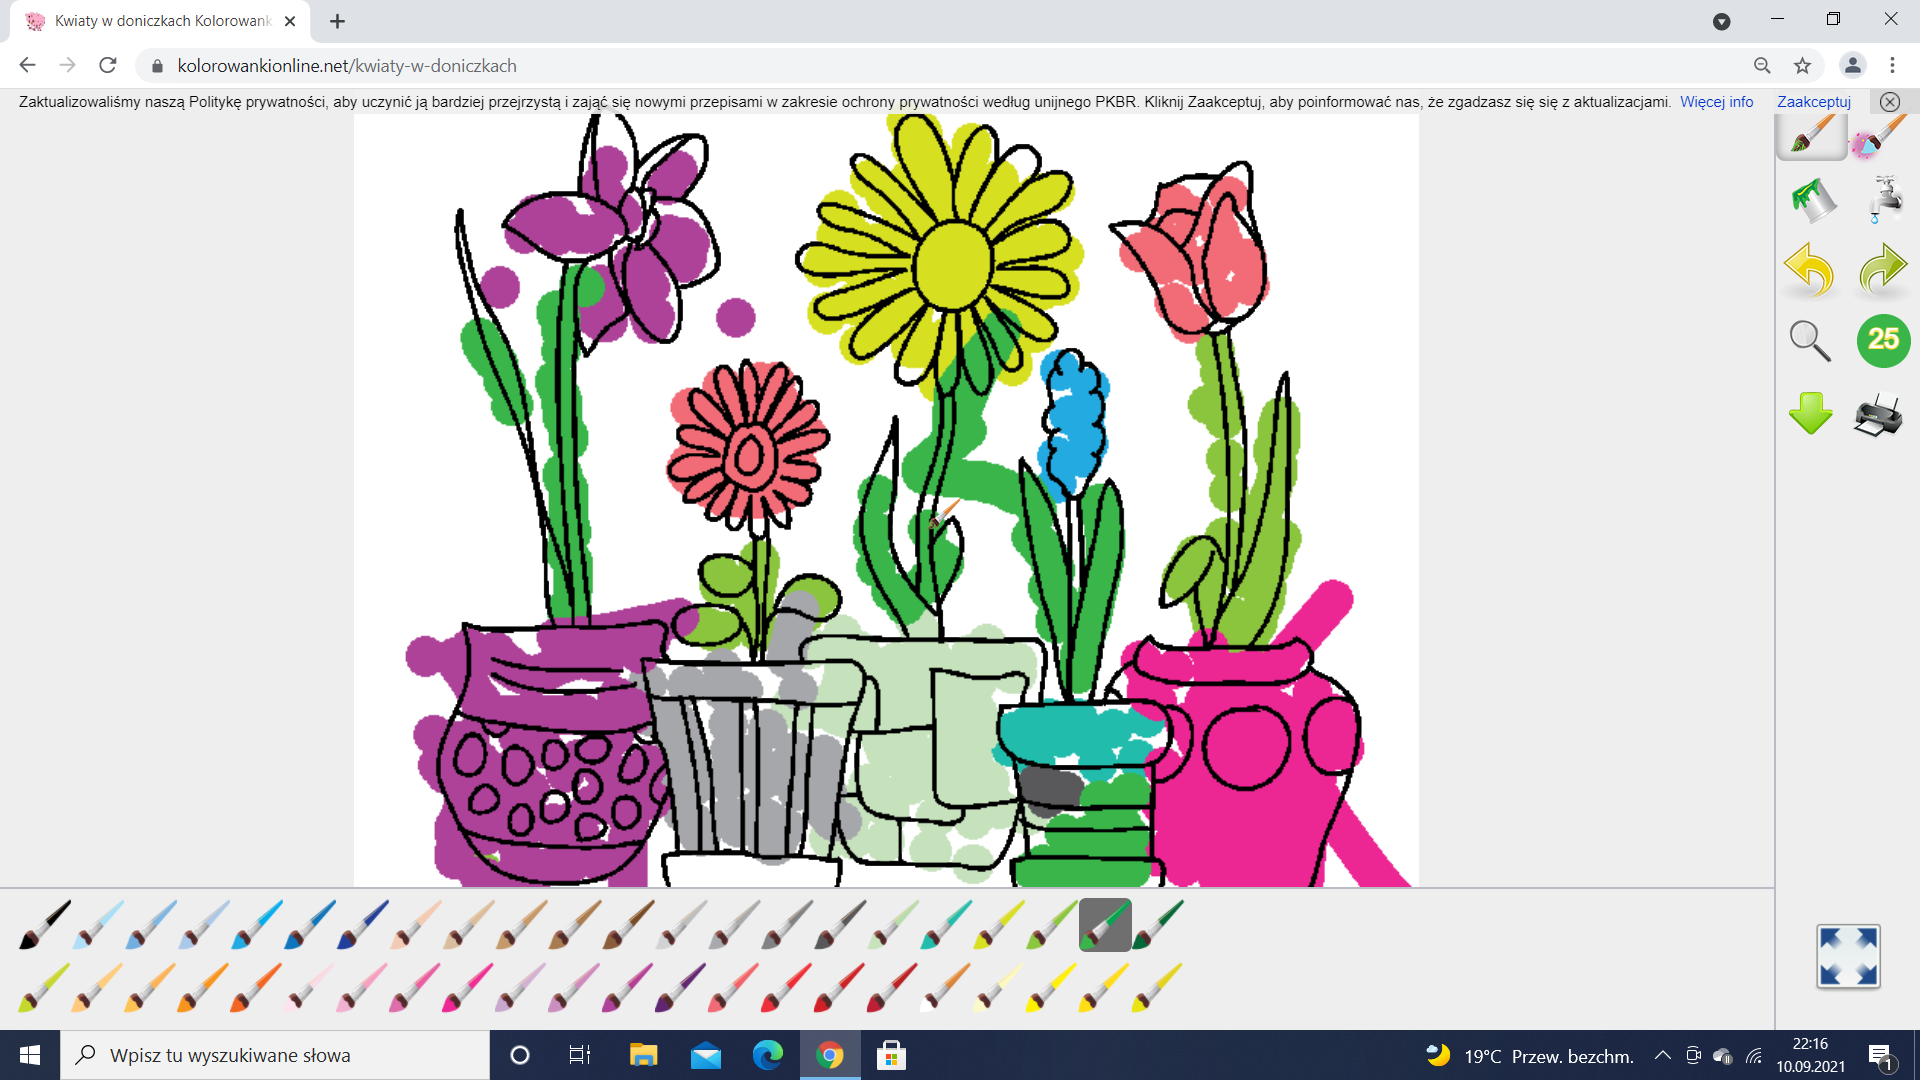 Kwiaty w doniczkach Kolorowank
kolorowankionline.net/kwiaty-w-doniczkach
Zaktualizowaliśmy naszą Politykę prywatności, aby uczynić ją bardziej przejrzystą i zająć się nowymi przepisami w zakresie ochrony prywatności według unijnego PKBR. Kliknij Zaakceptuj, aby poinformować nas, że zgadzasz się się z aktualizacjami. Więcej info Zaakceptuj
25
Wpisz tu wyszukiwane słowa
19°C Przew. bezchm.
22:16
10.09.2021
1